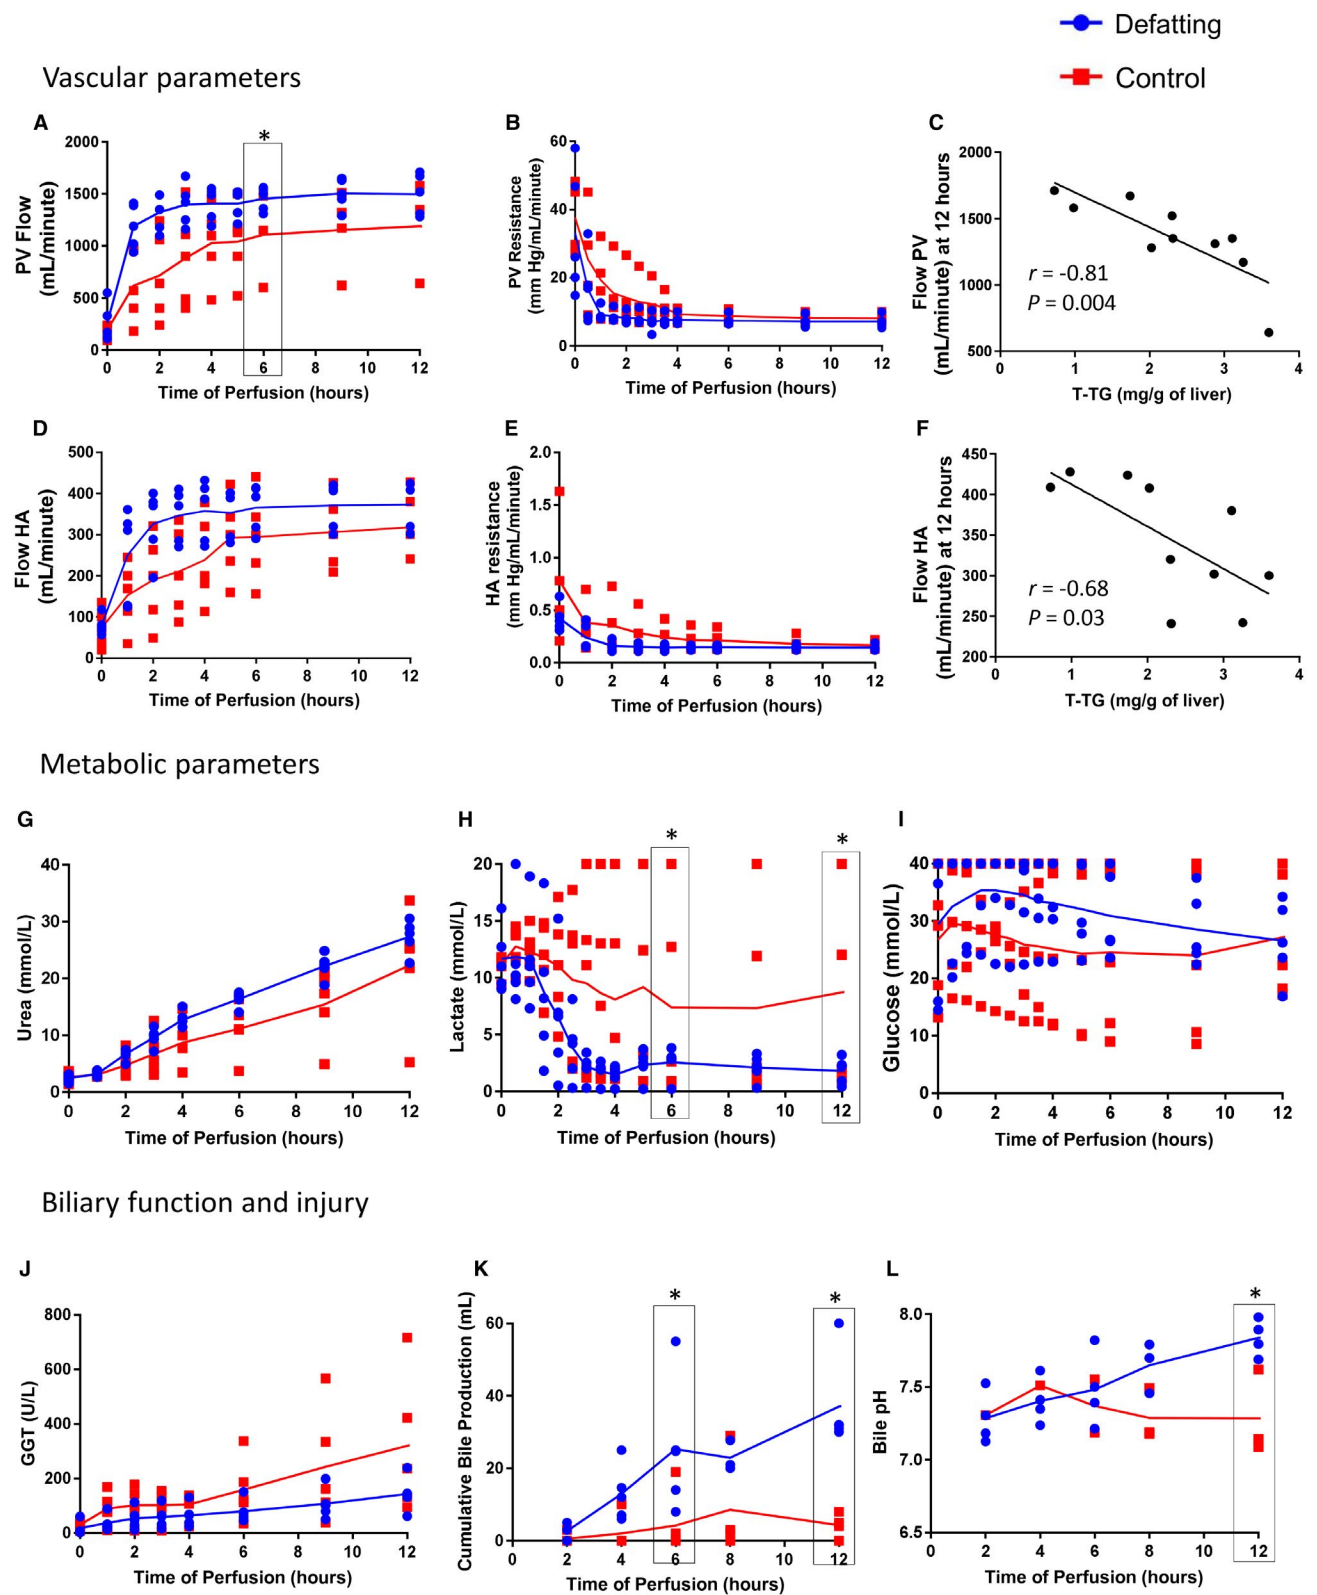 Defatting
Control
Vascular parameters
A
*
2000
1500
1000
500
0
PV Flow
(mL/minute)
0 2 4 6 8 10 12
Time of Perfusion (hours)
B
60
40
20
0
PV Resistance
(mm Hg/mL/minute)
0 2 4 6 8 10 12
Time of Perfusion (hours)
C
2000
1500
1000
500
Flow PV
(mL/minute) at 12 hours
r = -0.81
P = 0.004
0 1 2 3 4
T-TG (mg/g of liver)
D
500
400
300
200
100
0
Flow HA
(mL/minute)
0 2 4 6 8 10 12
Time of Perfusion (hours)
E
2.0
1.5
1.0
0.5
0.0
HA resistance
(mm Hg/mL/minute)
0 2 4 6 8 10 12
Time of Perfusion (hours)
F
450
400
350
300
250
200
Flow HA
(mL/minute) at 12 hours
r = -0.68
P = 0.03
0 1 2 3 4
T-TG (mg/g of liver)
Metabolic parameters
G
40
30
20
10
0
Urea (mmol/L)
0 2 4 6 8 10 12
Time of Perfusion (hours)
H
* *
20
15
10
5
0
Lactate (mmol/L)
0 2 4 6 8 10 12
Time of Perfusion (hours)
I
40
30
20
10
0
Glucose (mmol/L)
0 2 4 6 8 10 12
Time of Perfusion (hours)
Biliary function and injury
J
800
600
400
200
0
GGT (U/L)
0 2 4 6 8 10 12
Time of Perfusion (hours)
K
* *
60
40
20
0
Cumulative Bile Production (mL)
0 2 4 6 8 10 12
Time of Perfusion (hours)
L
*
8.0
7.5
7.0
6.5
Bile pH
0 2 4 6 8 10 12
Time of Perfusion (hours)